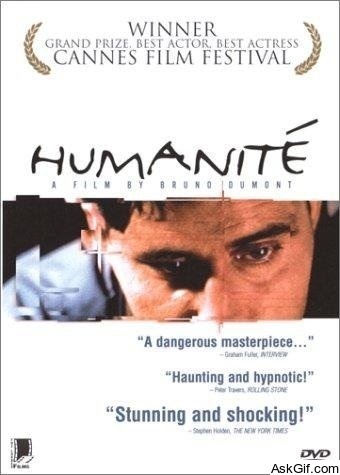 WINNER
GRAND PRIZE, BEST ACTOR, BEST ACTRESS
CANNES FILM FESTIVAL
HUMANITÉ
A FILM BY BRUNO DUMONT
“A dangerous masterpiece…”
– Graham Fuller, INTERVIEW
“Haunting and hypnotic!”
– Peter Travers, ROLLING STONE
“Stunning and shocking!”
– Stephen Holden, THE NEW YORK TIMES
DVD
AskGif.com